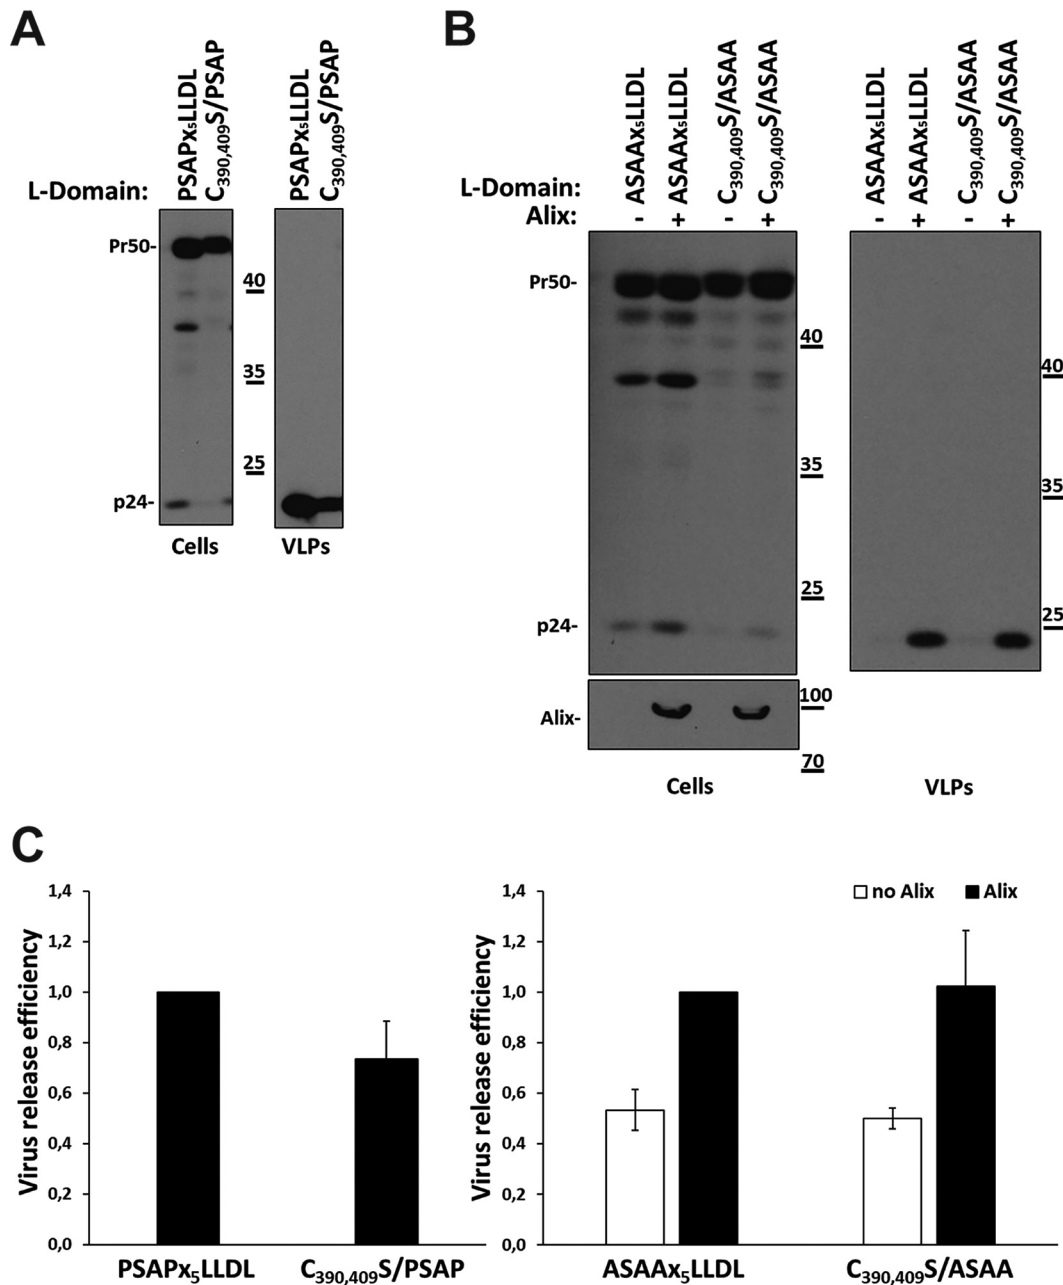 A
L-Domain:
PSAPx₅LLDL
C₃₉₀,₄₀₉S/PSAP
PSAPx₅LLDL
C₃₉₀,₄₀₉S/PSAP
Pr50-
40
35
25
p24-
Cells
VLPs
B
L-Domain:
ASAAx₅LLDL
ASAAx₅LLDL
C₃₉₀,₄₀₉S/ASAA
C₃₉₀,₄₀₉S/ASAA
ASAAx₅LLDL
ASAAx₅LLDL
C₃₉₀,₄₀₉S/ASAA
C₃₉₀,₄₀₉S/ASAA
Alix: - + - + - + - +
Pr50-
40
35
25
p24-
40
35
25
Alix-
100
70
Cells
VLPs
C
Virus release efficiency
1,4
1,2
1,0
0,8
0,6
0,4
0,2
0,0
PSAPx₅LLDL C₃₉₀,₄₀₉S/PSAP
Virus release efficiency
1,4
1,2
1,0
0,8
0,6
0,4
0,2
0,0
no Alix Alix
ASAAx₅LLDL C₃₉₀,₄₀₉S/ASAA